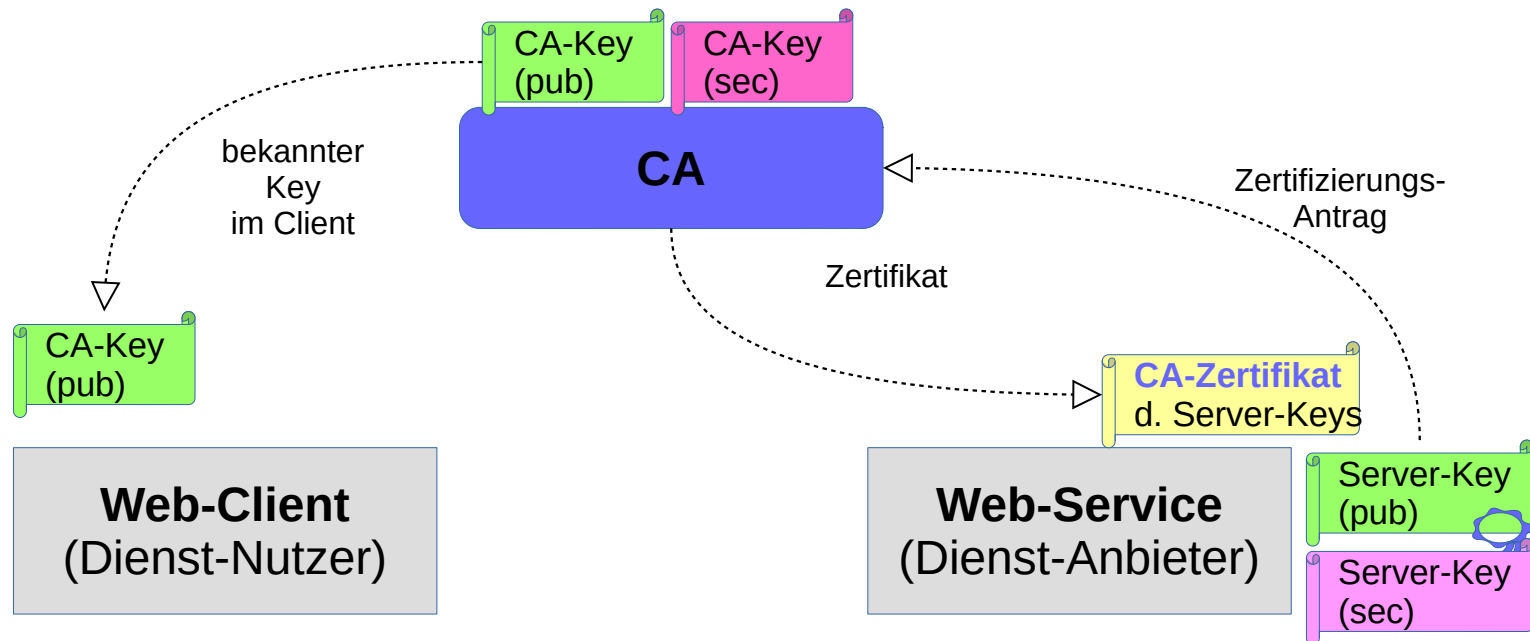 CA-Key
(pub)
CA-Key
(sec)
CA
bekannter
Key
im Client
Zertifizierungs-
Antrag
Zertifikat
CA-Key
(pub)
CA-Zertifikat
d. Server-Keys
Web-Client
(Dienst-Nutzer)
Web-Service
(Dienst-Anbieter)
Server-Key
(pub)
Server-Key
(sec)